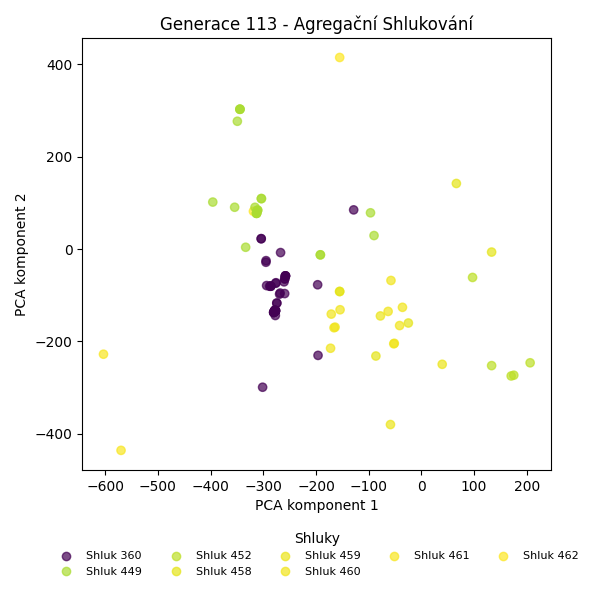 Generace 113 - Agregační Shlukování
PCA komponent 2
400
200
0
−200
−400
−600 −500 −400 −300 −200 −100 0 100 200
PCA komponent 1
Shluky
Shluk 360 Shluk 452 Shluk 459 Shluk 461 Shluk 462
Shluk 449 Shluk 458 Shluk 460